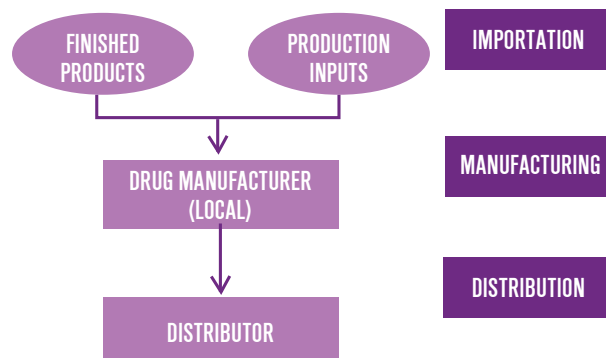 FINISHED
PRODUCTS
PRODUCTION
INPUTS
IMPORTATION
DRUG MANUFACTURER
(LOCAL)
MANUFACTURING
DISTRIBUTOR
DISTRIBUTION